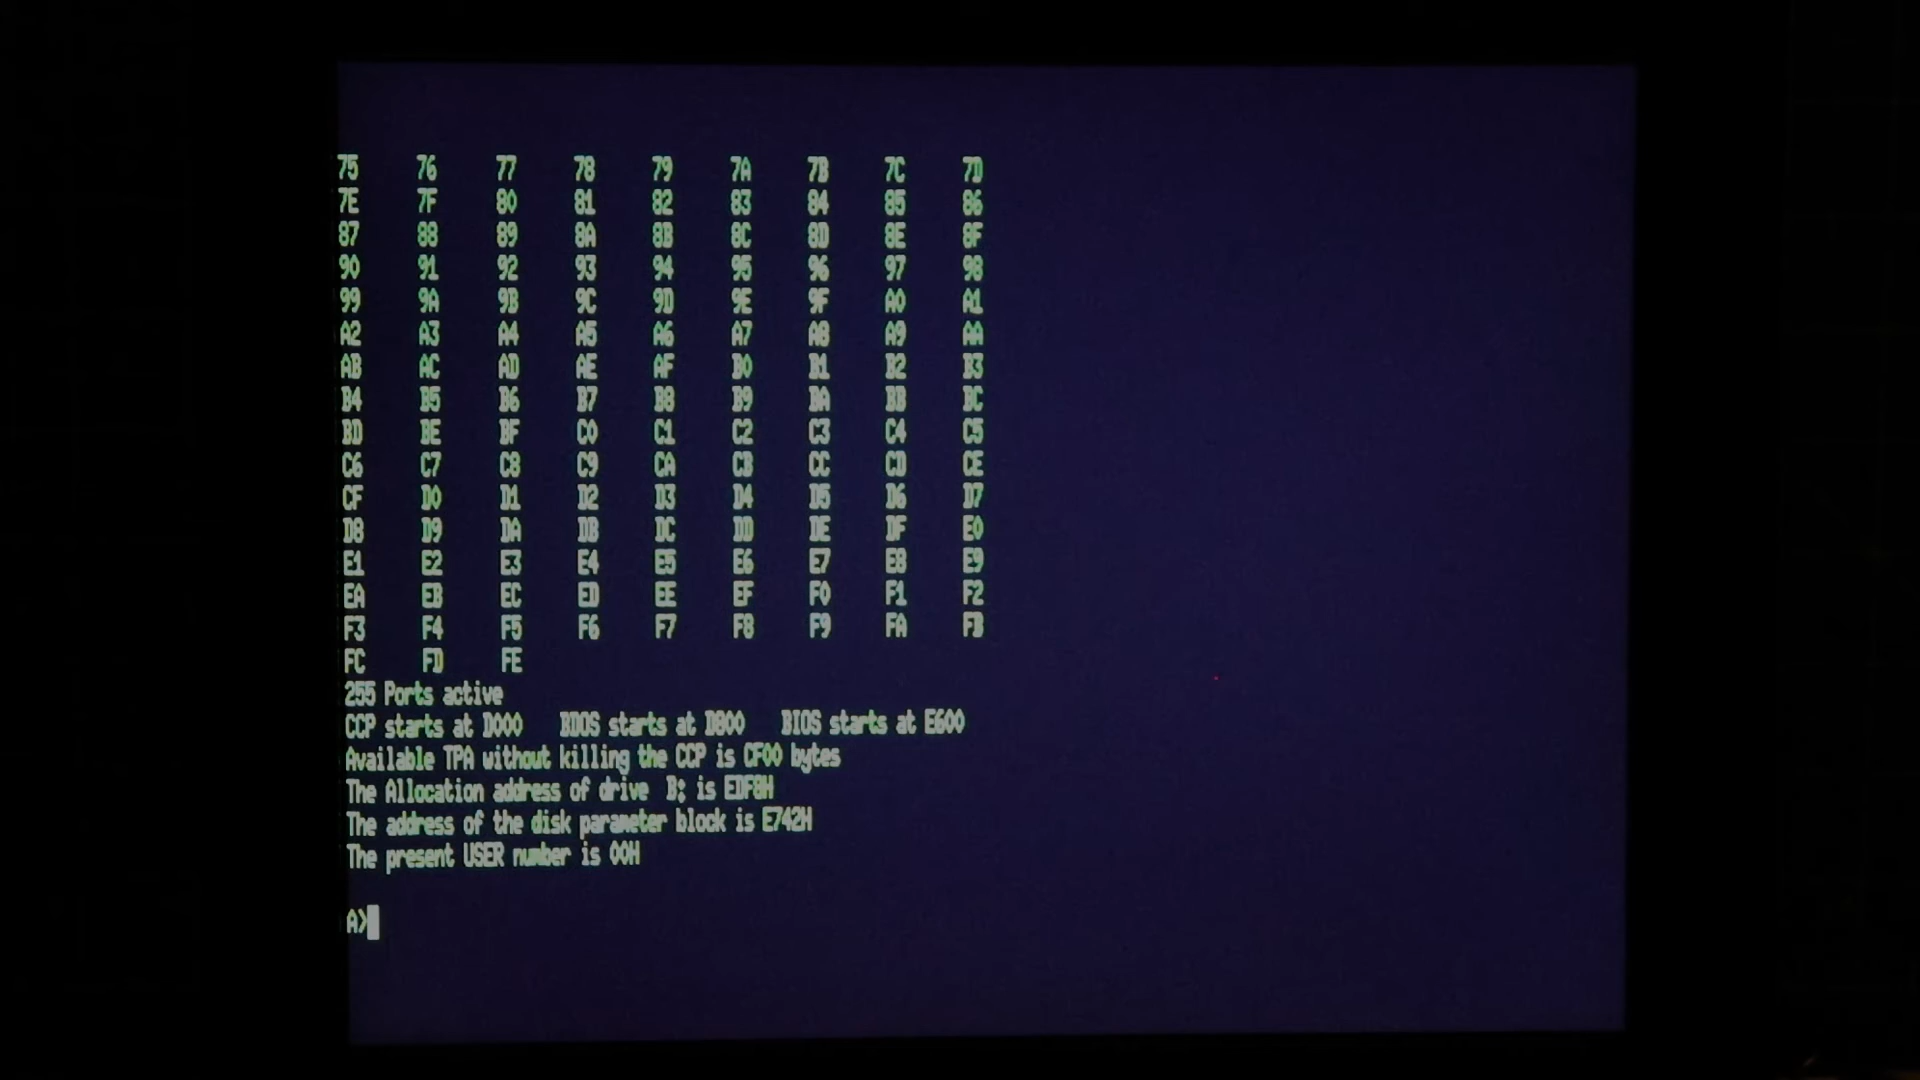 75 76 77 78 79 7A 7B 7C 7D
7E 7F 80 81 82 83 84 85 86
87 88 89 8A 8B 8C 8D 8E 8F
90 91 92 93 94 95 96 97 98
99 9A 9B 9C 9D 9E 9F A0 A1
A2 A3 A4 A5 A6 A7 A8 A9 AA
AB AC AD AE AF B0 B1 B2 B3
B4 B5 B6 B7 B8 B9 BA BB BC
BD BE BF C0 C1 C2 C3 C4 C5
C6 C7 C8 C9 CA CB CC CD CE
CF D0 D1 D2 D3 D4 D5 D6 D7
D8 D9 DA DB DC DD DE DF E0
E1 E2 E3 E4 E5 E6 E7 E8 E9
EA EB EC ED EE EF F0 F1 F2
F3 F4 F5 F6 F7 F8 F9 FA FB
FC FD FE
255 Ports active
CCP starts at D000 BDOS starts at D800 BIOS starts at E600
Available TPA without killing the CCP is CF00 bytes
The Allocation address of drive B: is EDF8H
The address of the disk parameter block is E742H
The present USER number is 00H
A>